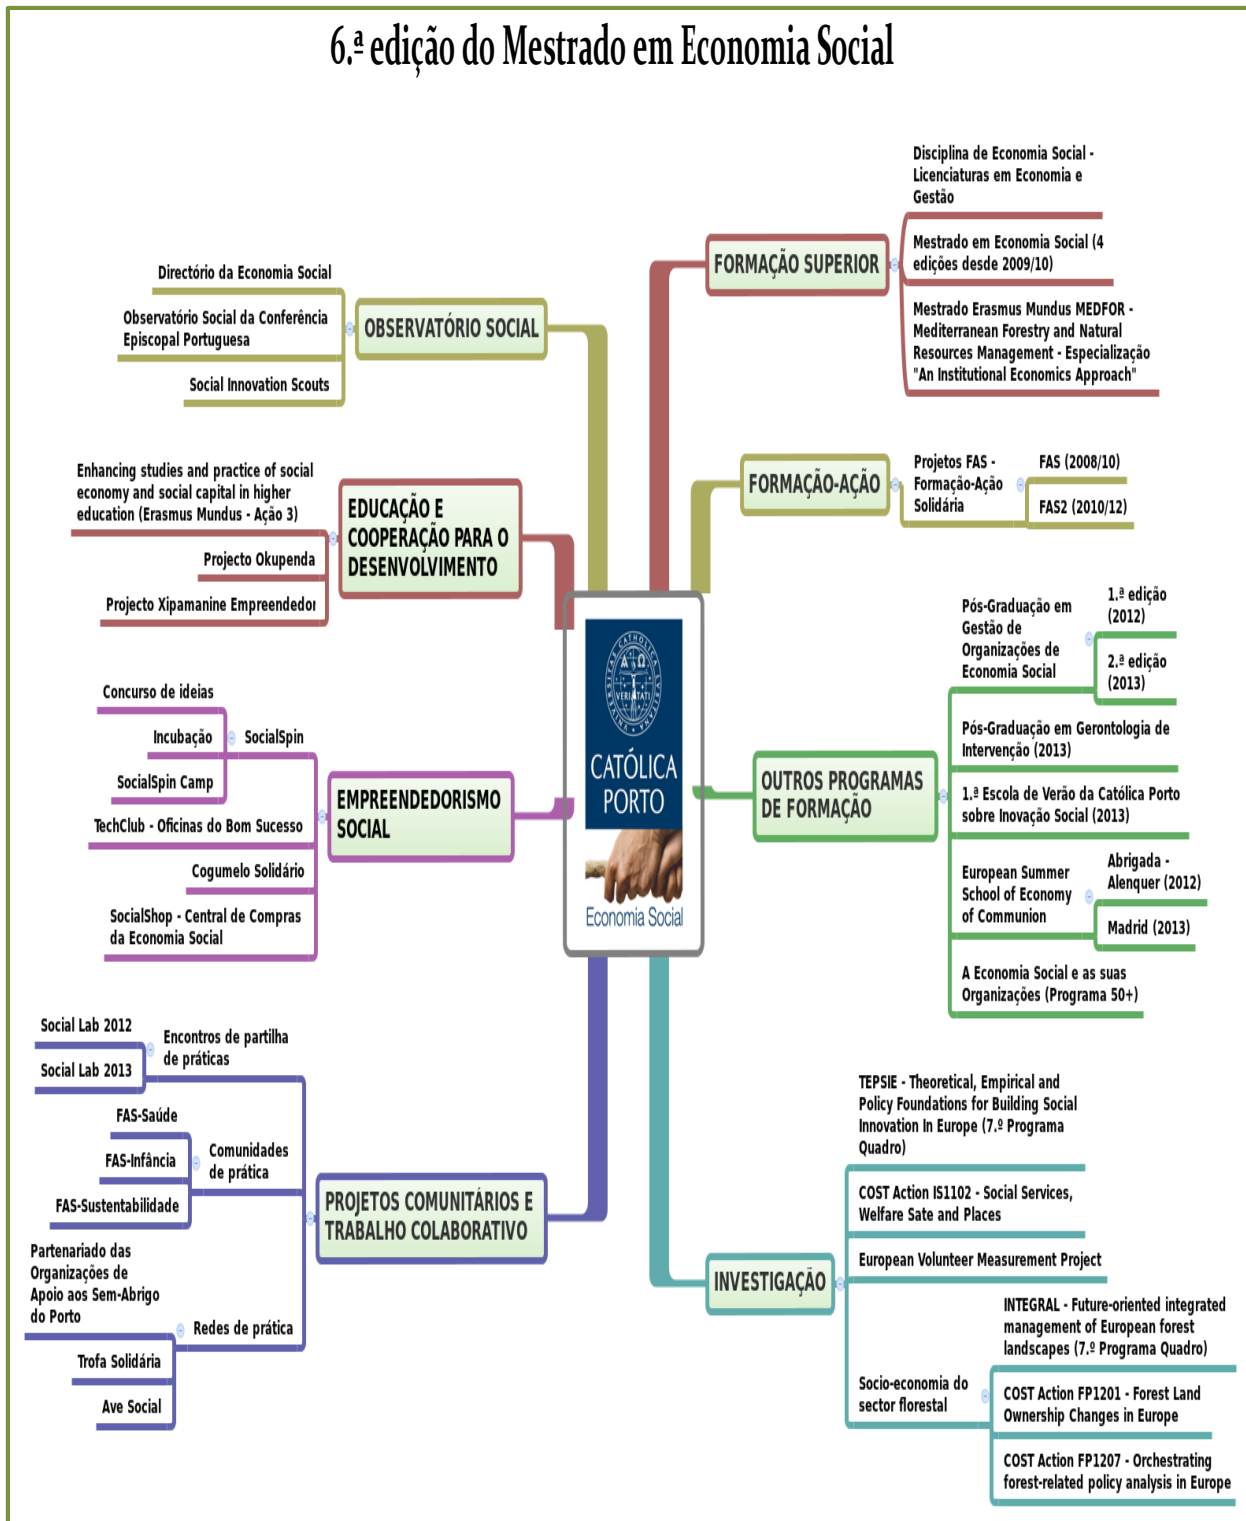 6.ª edição do Mestrado em Economia Social
Directório da Economia Social
Observatório Social da Conferência
Episcopal Portuguesa
Social Innovation Scouts
OBSERVATÓRIO SOCIAL
Enhancing studies and practice of social
economy and social capital in higher
education (Erasmus Mundus - Ação 3)
Projecto Okupenda
Projecto Xipamanine Empreendedor
EDUCAÇÃO E
COOPERAÇÃO PARA O
DESENVOLVIMENTO
Concurso de ideias
Incubação
SocialSpin Camp
SocialSpin
TechClub - Oficinas do Bom Sucesso
Cogumelo Solidário
SocialShop - Central de Compras
da Economia Social
EMPREENDEDORISMO
SOCIAL
Social Lab 2012
Social Lab 2013
Encontros de partilha
de práticas
FAS-Saúde
FAS-Infância
FAS-Sustentabilidade
Comunidades
de prática
Partenariado das
Organizações de
Apoio aos Sem-Abrigo
do Porto
Trofa Solidária
Ave Social
Redes de prática
PROJETOS COMUNITÁRIOS E
TRABALHO COLABORATIVO
UNIVERSITAS CATHOLICA LVSITANA
Α Ω
VERITATI
CATÓLICA
PORTO
Economia Social
FORMAÇÃO SUPERIOR
Disciplina de Economia Social -
Licenciaturas em Economia e
Gestão
Mestrado em Economia Social (4
edições desde 2009/10)
Mestrado Erasmus Mundus MEDFOR -
Mediterranean Forestry and Natural
Resources Management - Especialização
"An Institutional Economics Approach"
FORMAÇÃO-AÇÃO
Projetos FAS -
Formação-Ação
Solidária
FAS (2008/10)
FAS2 (2010/12)
OUTROS PROGRAMAS
DE FORMAÇÃO
Pós-Graduação em
Gestão de
Organizações de
Economia Social
1.ª edição
(2012)
2.ª edição
(2013)
Pós-Graduação em Gerontologia de
Intervenção (2013)
1.ª Escola de Verão da Católica Porto
sobre Inovação Social (2013)
European Summer
School of Economy
of Communion
Abrigada -
Alenquer (2012)
Madrid (2013)
A Economia Social e as suas
Organizações (Programa 50+)
INVESTIGAÇÃO
TEPSIE - Theoretical, Empirical and
Policy Foundations for Building Social
Innovation In Europe (7.º Programa
Quadro)
COST Action IS1102 - Social Services,
Welfare Sate and Places
European Volunteer Measurement Project
Socio-economia do
sector florestal
INTEGRAL - Future-oriented integrated
management of European forest
landscapes (7.º Programa Quadro)
COST Action FP1201 - Forest Land
Ownership Changes in Europe
COST Action FP1207 - Orchestrating
forest-related policy analysis in Europe